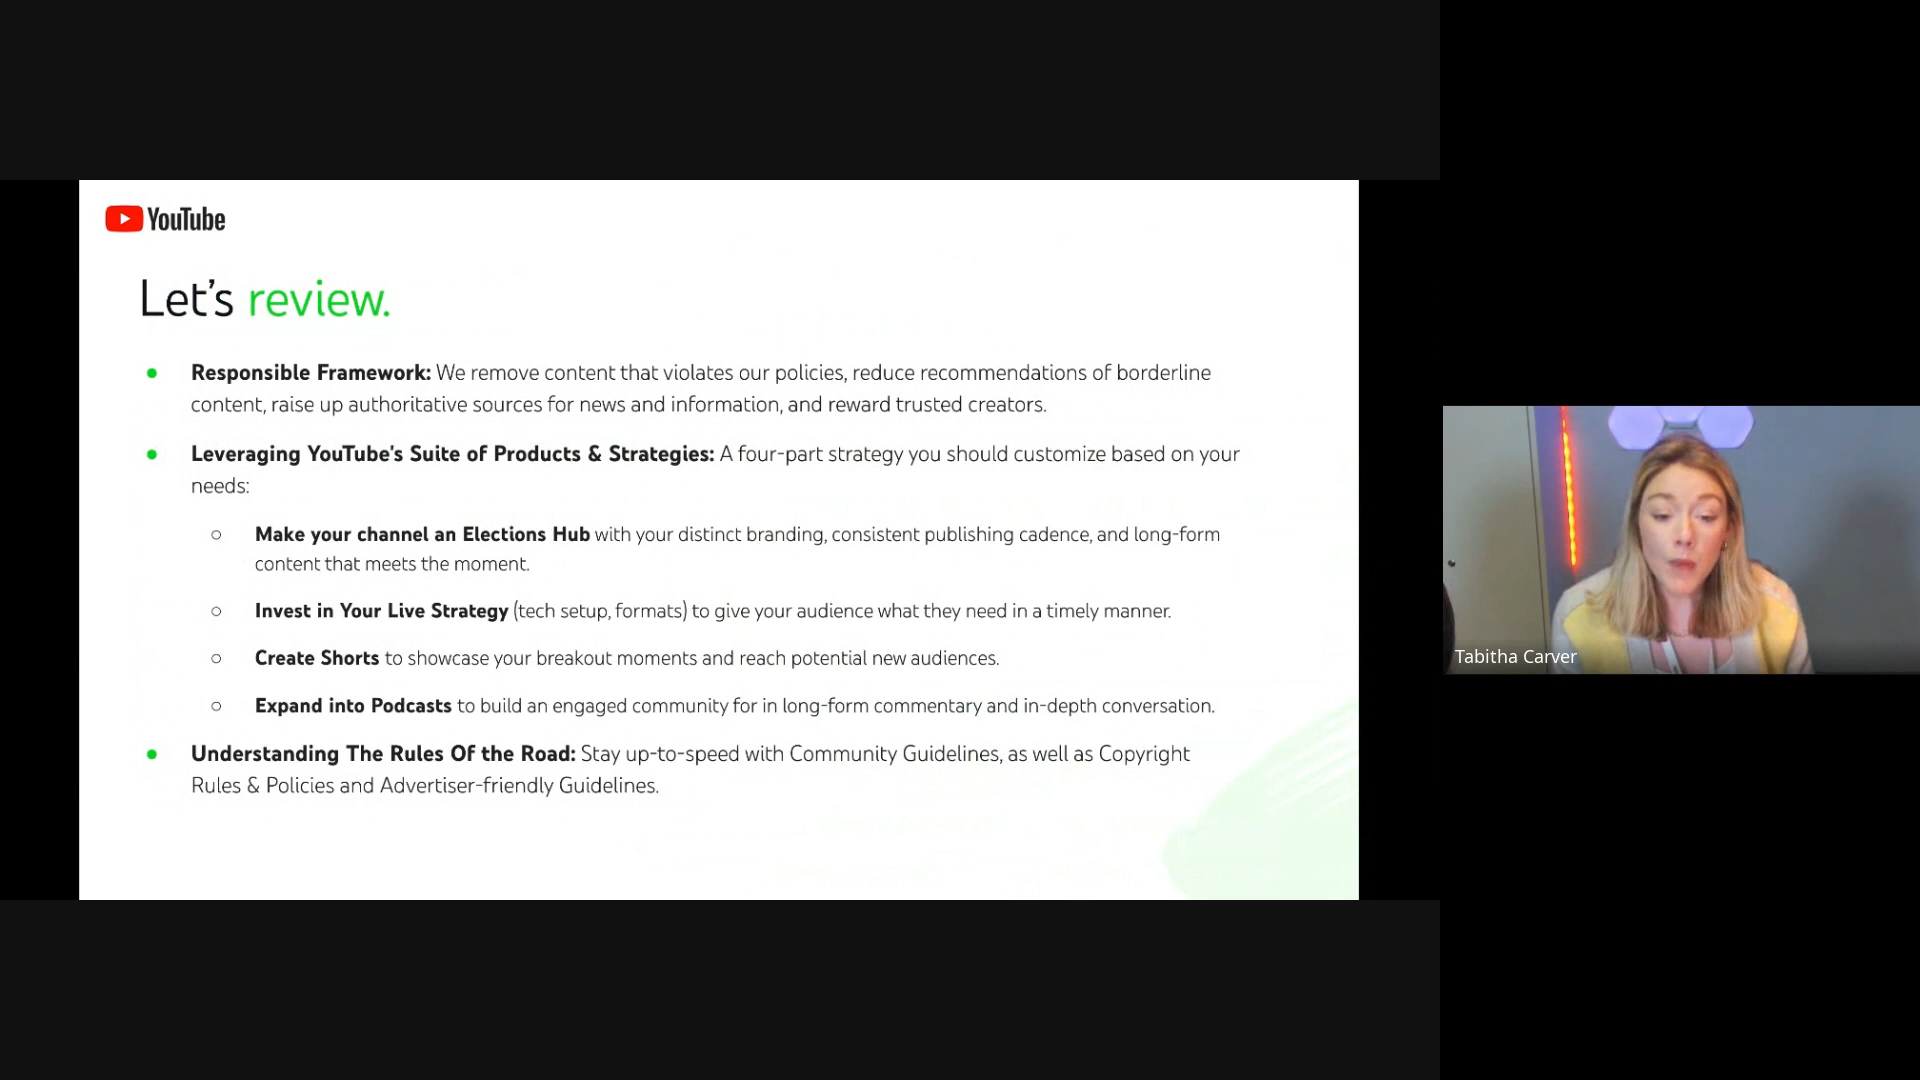 YouTube
Let's review.
● Responsible Framework: We remove content that violates our policies, reduce recommendations of borderline
content, raise up authoritative sources for news and information, and reward trusted creators.
● Leveraging YouTube's Suite of Products & Strategies: A four-part strategy you should customize based on your
needs:
○ Make your channel an Elections Hub with your distinct branding, consistent publishing cadence, and long-form
content that meets the moment.
○ Invest in Your Live Strategy (tech setup, formats) to give your audience what they need in a timely manner.
○ Create Shorts to showcase your breakout moments and reach potential new audiences.
○ Expand into Podcasts to build an engaged community for in long-form commentary and in-depth conversation.
● Understanding The Rules Of the Road: Stay up-to-speed with Community Guidelines, as well as Copyright
Rules & Policies and Advertiser-friendly Guidelines.
Tabitha Carver